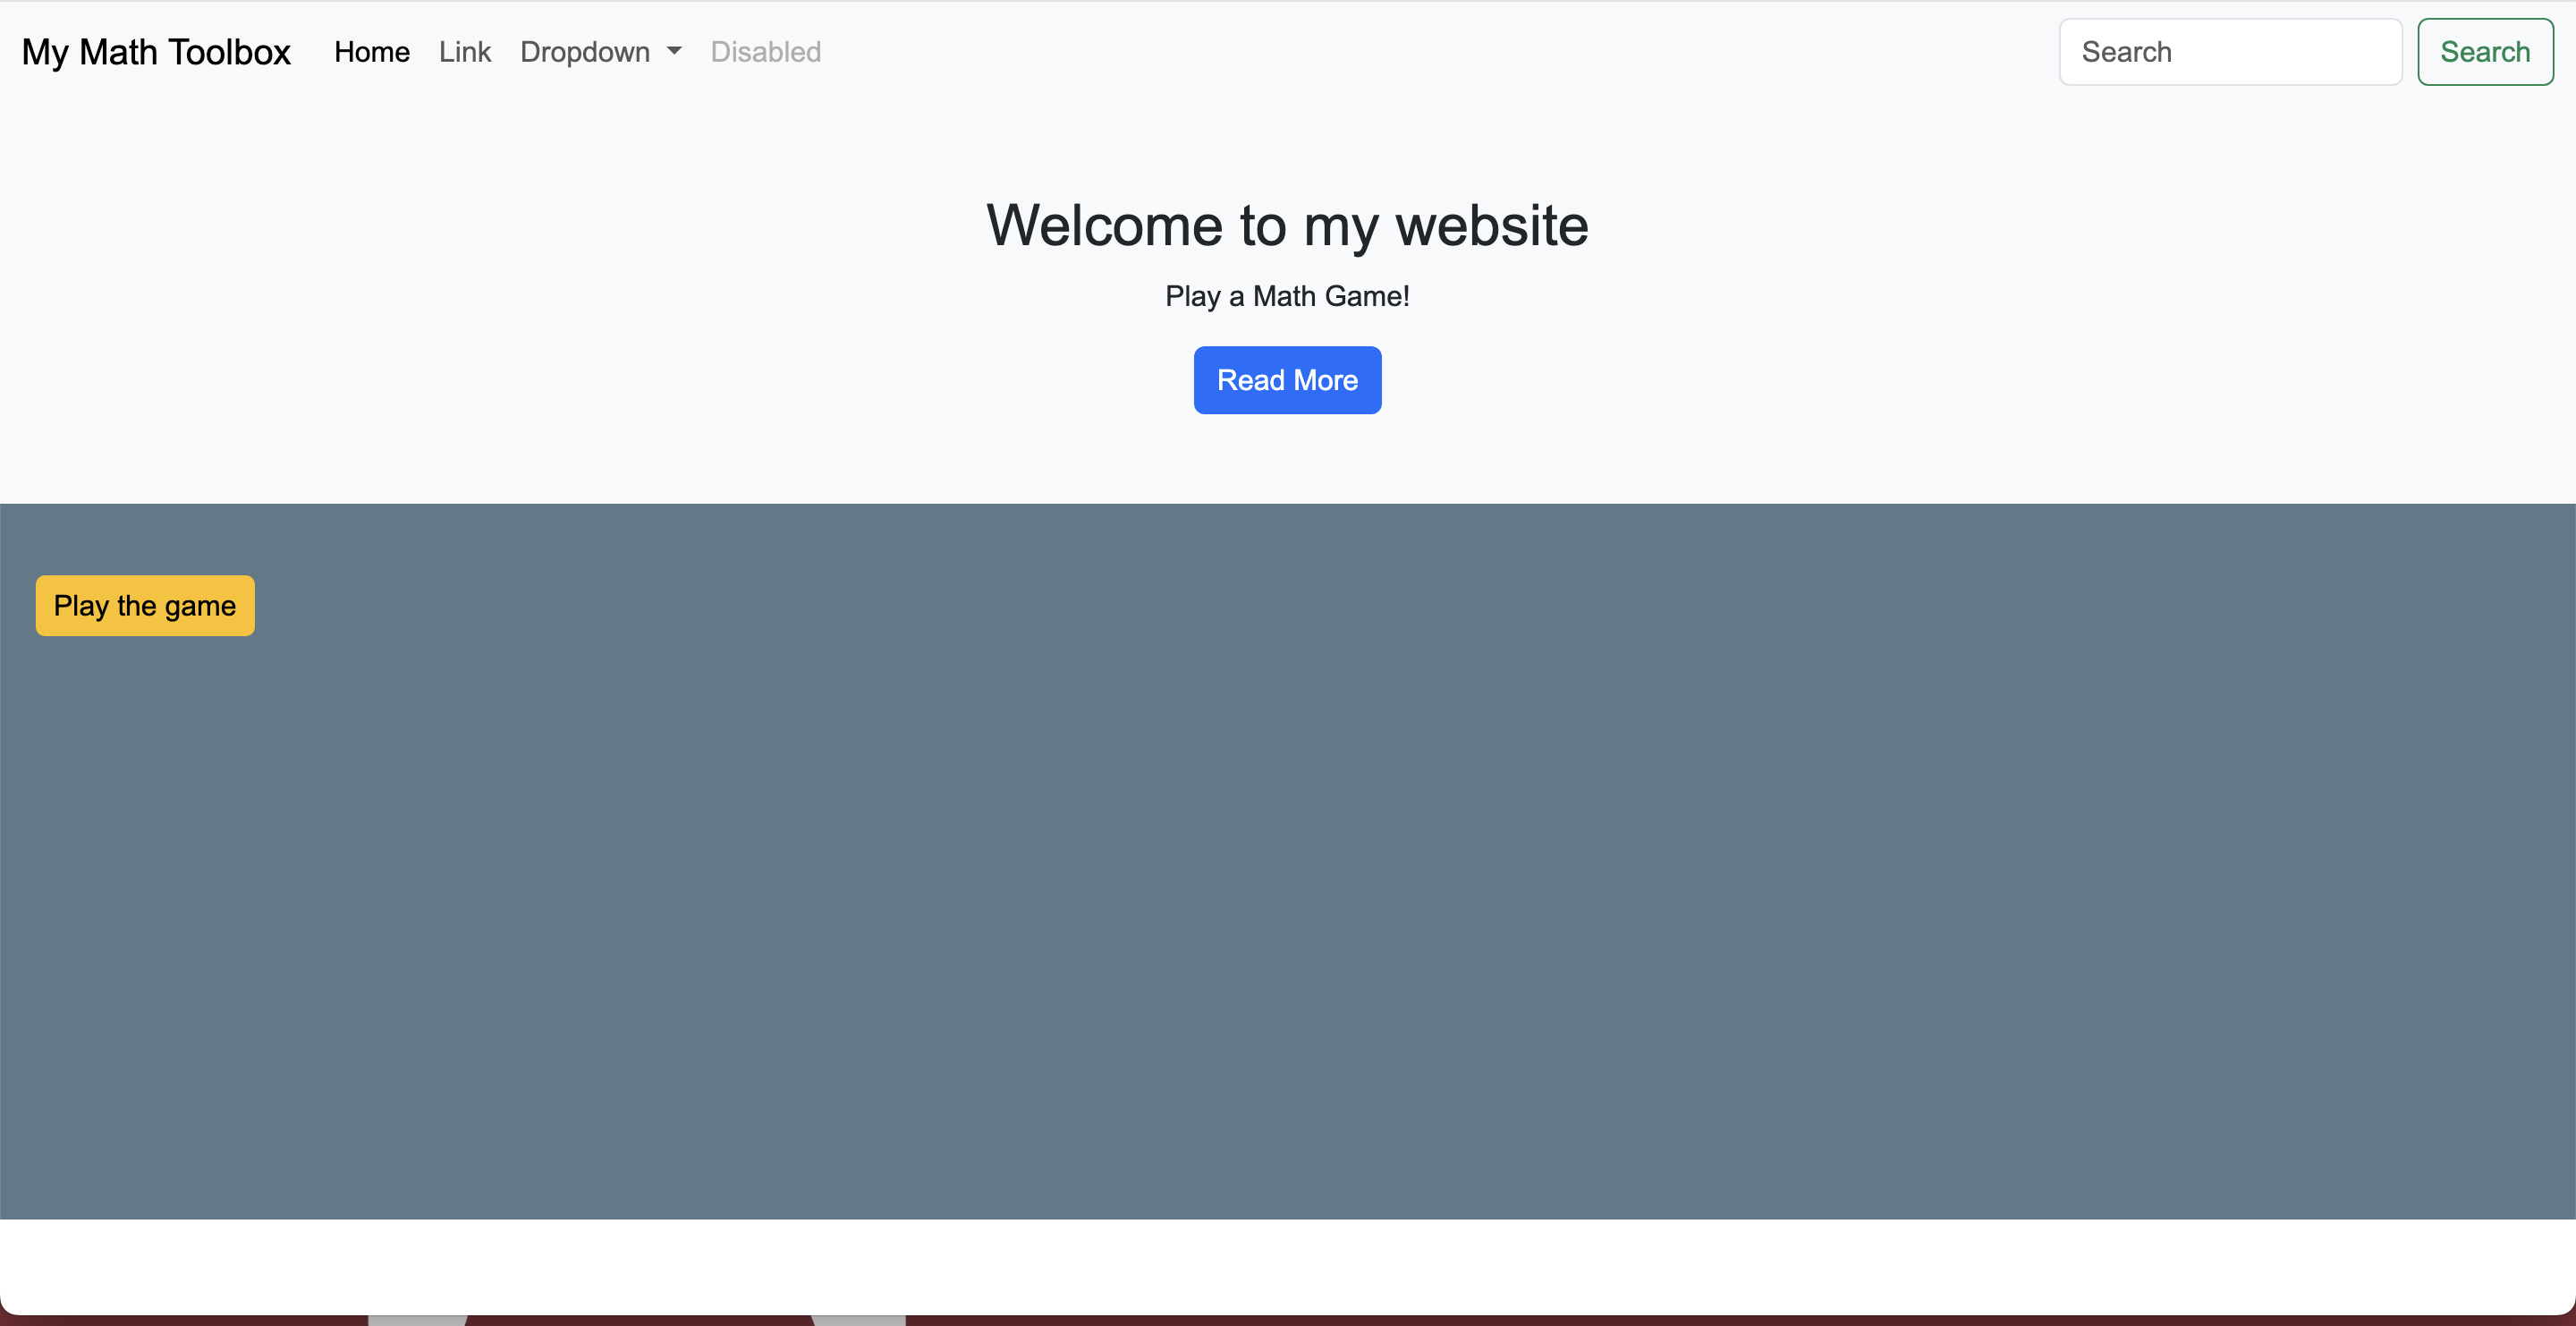 My Math Toolbox Home Link Dropdown Disabled Search Search
Welcome to my website
Play a Math Game!
Read More
Play the game